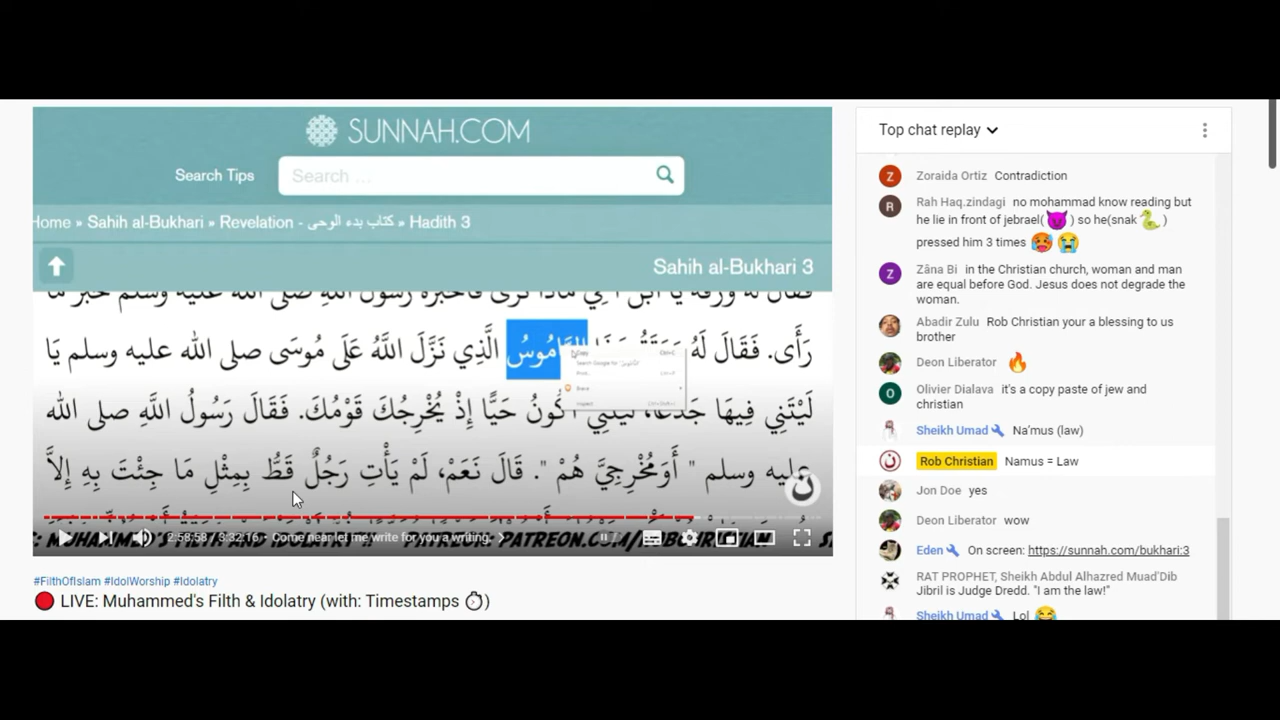 SUNNAH.COM
Search Tips
Search ...
Home » Sahih al-Bukhari » Revelation - كتاب بدء الوحى » Hadith 3
Sahih al-Bukhari 3
رَأَى. فَقَالَ لَهُ النَّامُوسُ الَّذِي نَزَّلَ اللَّهُ عَلَى مُوسَى صلى الله عليه وسلم يَا
لَيْتَنِي فِيهَا جَذَعًا، لَيْتَنِي أَكُونُ حَيًّا إِذْ يُخْرِجُكَ قَوْمُكَ. فَقَالَ رَسُولُ اللَّهِ صلى الله
عليه وسلم " أَوَمُخْرِجِيَّ هُمْ ". قَالَ نَعَمْ، لَمْ يَأْتِ رَجُلٌ قَطُّ بِمِثْلِ مَا جِئْتَ بِهِ إِلاَّ
2:58:58 / 3:32:16 • Come near let me write for you a writing.
#FilthOfIslam #IdolWorship #Idolatry
LIVE: Muhammed's Filth & Idolatry (with: Timestamps ⏱)
Top chat replay
Zoraida Ortiz Contradiction
Rah Haq.zindagi no mohammad know reading but
he lie in front of jebrael(😈) so he(snak 🐍)
pressed him 3 times 🥵 😭
Zâna Bi in the Christian church, woman and man
are equal before God. Jesus does not degrade the
woman.
Abadir Zulu Rob Christian your a blessing to us
brother
Deon Liberator 🔥
Olivier Dialava it's a copy paste of jew and
christian
Sheikh Umad Na'mus (law)
Rob Christian Namus = Law
Jon Doe yes
Deon Liberator wow
Eden On screen: https://sunnah.com/bukhari:3
RAT PROPHET, Sheikh Abdul Alhazred Muad'Dib
Jibril is Judge Dredd. "I am the law!"
Sheikh Umad Lol 😂